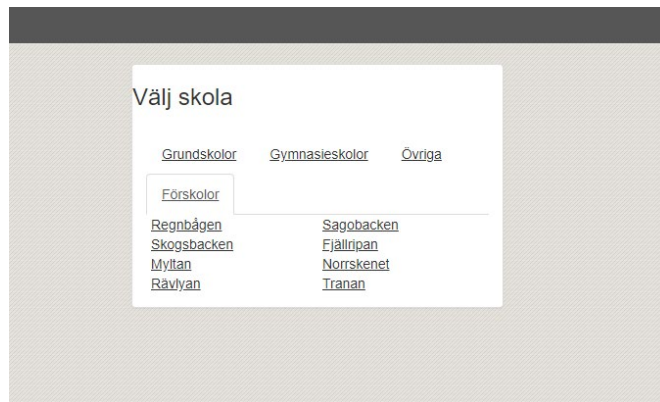 Välj skola
Grundskolor Gymnasieskolor Övriga
Förskolor
Regnbågen Sagobacken
Skogsbacken Fjällripan
Myltan Norrskenet
Rävlyan Tranan